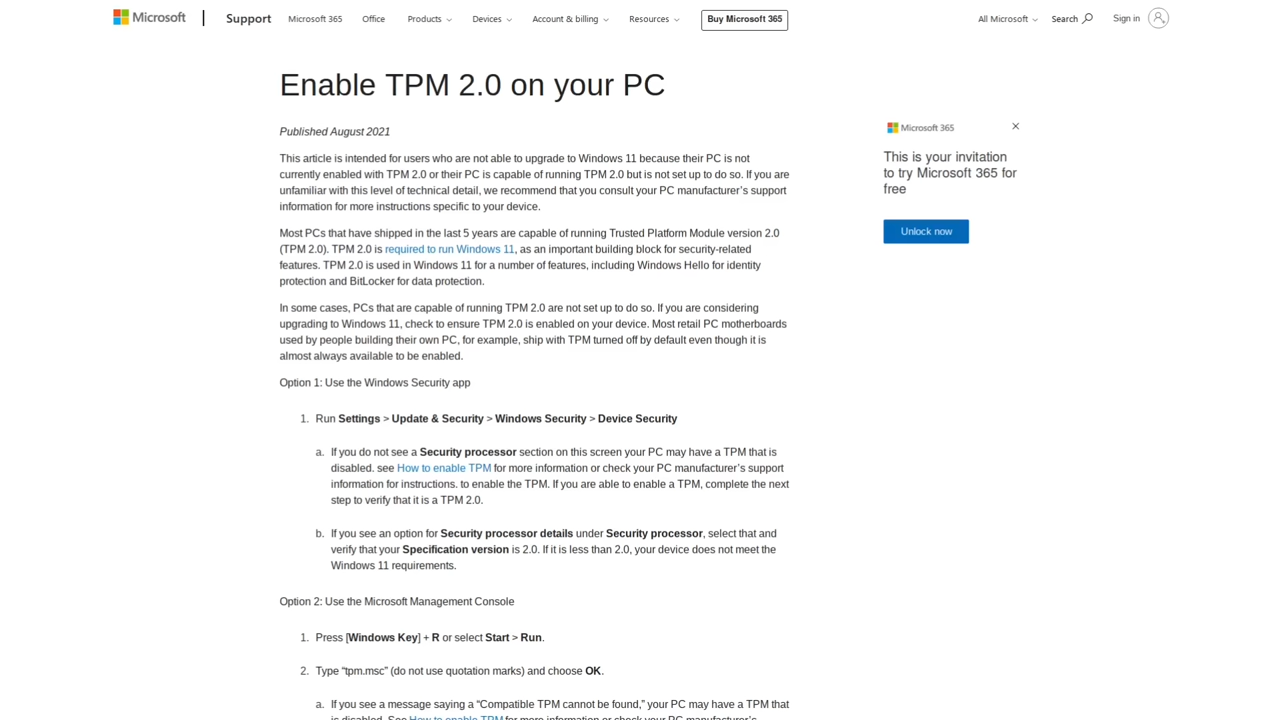 Microsoft
Support
Microsoft 365
Office
Products
Devices
Account & billing
Resources
Buy Microsoft 365
All Microsoft
Search
Sign in
Enable TPM 2.0 on your PC
Published August 2021
This article is intended for users who are not able to upgrade to Windows 11 because their PC is not
currently enabled with TPM 2.0 or their PC is capable of running TPM 2.0 but is not set up to do so. If you are
unfamiliar with this level of technical detail, we recommend that you consult your PC manufacturer's support
information for more instructions specific to your device.
Most PCs that have shipped in the last 5 years are capable of running Trusted Platform Module version 2.0
(TPM 2.0). TPM 2.0 is required to run Windows 11, as an important building block for security-related
features. TPM 2.0 is used in Windows 11 for a number of features, including Windows Hello for identity
protection and BitLocker for data protection.
In some cases, PCs that are capable of running TPM 2.0 are not set up to do so. If you are considering
upgrading to Windows 11, check to ensure TPM 2.0 is enabled on your device. Most retail PC motherboards
used by people building their own PC, for example, ship with TPM turned off by default even though it is
almost always available to be enabled.
Option 1: Use the Windows Security app
1. Run Settings > Update & Security > Windows Security > Device Security
a. If you do not see a Security processor section on this screen your PC may have a TPM that is
disabled. see How to enable TPM for more information or check your PC manufacturer's support
information for instructions. to enable the TPM. If you are able to enable a TPM, complete the next
step to verify that it is a TPM 2.0.
b. If you see an option for Security processor details under Security processor, select that and
verify that your Specification version is 2.0. If it is less than 2.0, your device does not meet the
Windows 11 requirements.
Option 2: Use the Microsoft Management Console
1. Press [Windows Key] + R or select Start > Run.
2. Type “tpm.msc” (do not use quotation marks) and choose OK.
a. If you see a message saying a “Compatible TPM cannot be found,” your PC may have a TPM that
is disabled. See How to enable TPM for more information or check your PC manufacturer's
Microsoft 365
This is your invitation
to try Microsoft 365 for
free
Unlock now